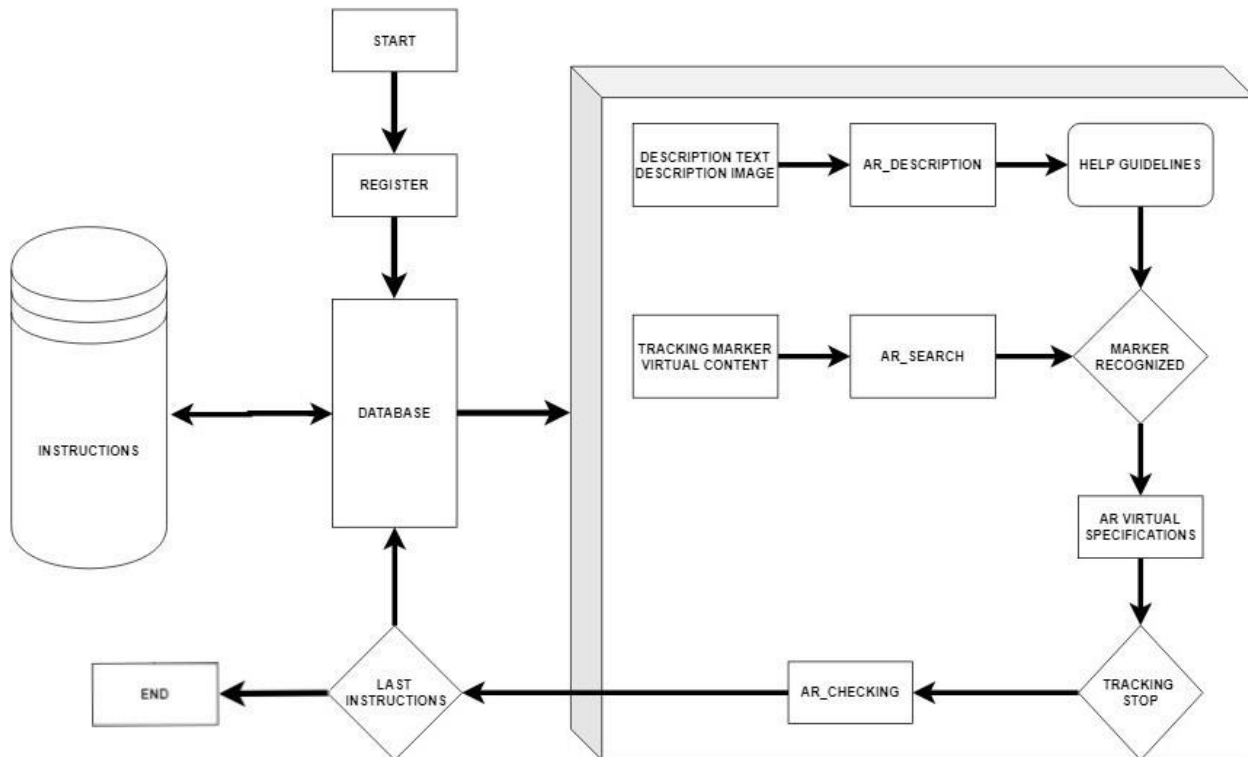 START
REGISTER
DESCRIPTION TEXT
DESCRIPTION IMAGE
AR_DESCRIPTION
HELP GUIDELINES
TRACKING MARKER
VIRTUAL CONTENT
AR_SEARCH
MARKER
RECOGNIZED
INSTRUCTIONS
DATABASE
AR VIRTUAL
SPECIFICATIONS
END
LAST
INSTRUCTIONS
AR_CHECKING
TRACKING
STOP